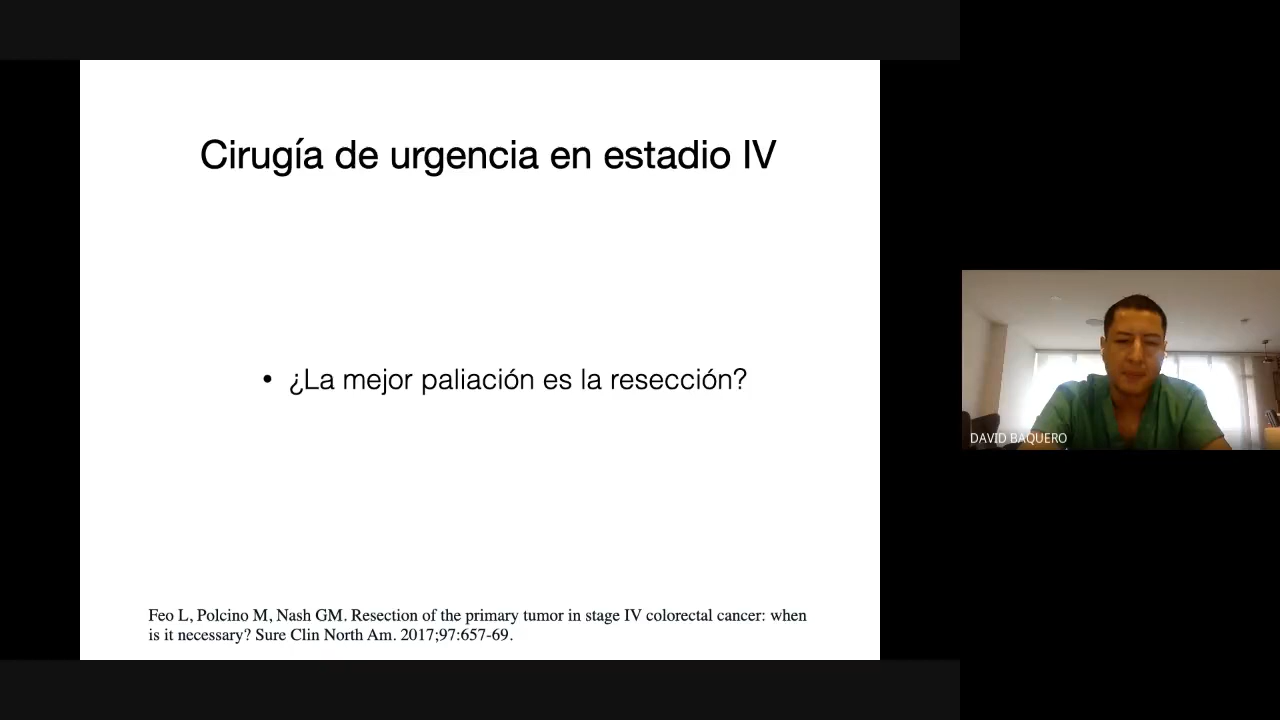 Cirugía de urgencia en estadio IV
• ¿La mejor paliación es la resección?
Feo L, Polcino M, Nash GM. Resection of the primary tumor in stage IV colorectal cancer: when
is it necessary? Sure Clin North Am. 2017;97:657-69.
DAVID BAQUERO